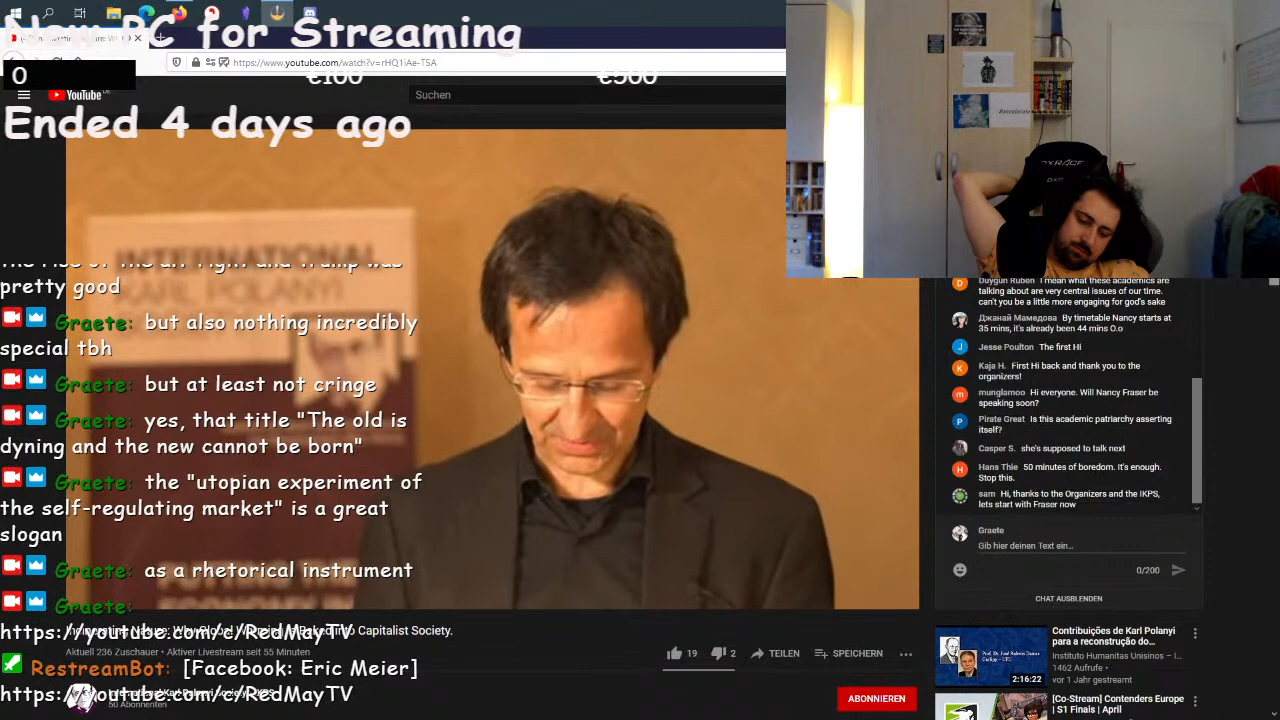 New PC for Streaming
https://www.youtube.com/watch?v=rHQ1iAe-T5A
0
€100
€500
YouTube
Suchen
Ended 4 days ago
INTERNATIONAL
pretty good
Graete: but also nothing incredibly
special tbh
Graete: but at least not cringe
Graete: yes, that title "The old is
dyning and the new cannot be born"
Graete: the "utopian experiment of
the self-regulating market" is a great
slogan
Graete: as a rhetorical instrument
Graete:
https://youtube.com/c/RedMayTV
RestreamBot: [Facebook: Eric Meier]
https://youtube.com/c/RedMayTV
Incinerating Nature: Why Global Warming is Baked into Capitalist Society.
Aktuell 236 Zuschauer • Aktiver Livestream seit 55 Minuten
19
2
TEILEN
SPEICHERN
50 Abonnenten
ABONNIEREN
#accelerate
DXRACER
Duygun Ruben I mean what these academics are
talking about are very central issues of our time.
can't you be a little more engaging for god's sake
Джанай Мамедова By timetable Nancy starts at
35 mins, it's already been 44 mins O.o
Jesse Poulton The first Hi
Kaja H. First Hi back and thank you to the
organizers!
munglamoo Hi everyone. Will Nancy Fraser be
speaking soon?
Pirate Great Is this academic patriarchy asserting
itself?
Casper S. she's supposed to talk next
Hans Thie 50 minutes of boredom. It's enough.
Stop this.
sam Hi, thanks to the Organizers and the IKPS,
lets start with Fraser now
Graete
Gib hier deinen Text ein...
0/200
CHAT AUSBLENDEN
2:16:22
Contribuições de Karl Polanyi
para a reconstrução do...
Instituto Humanitas Unisinos – I...
1462 Aufrufe •
vor 1 Jahr gestreamt
[Co-Stream] Contenders Europe
| S1 Finals | April